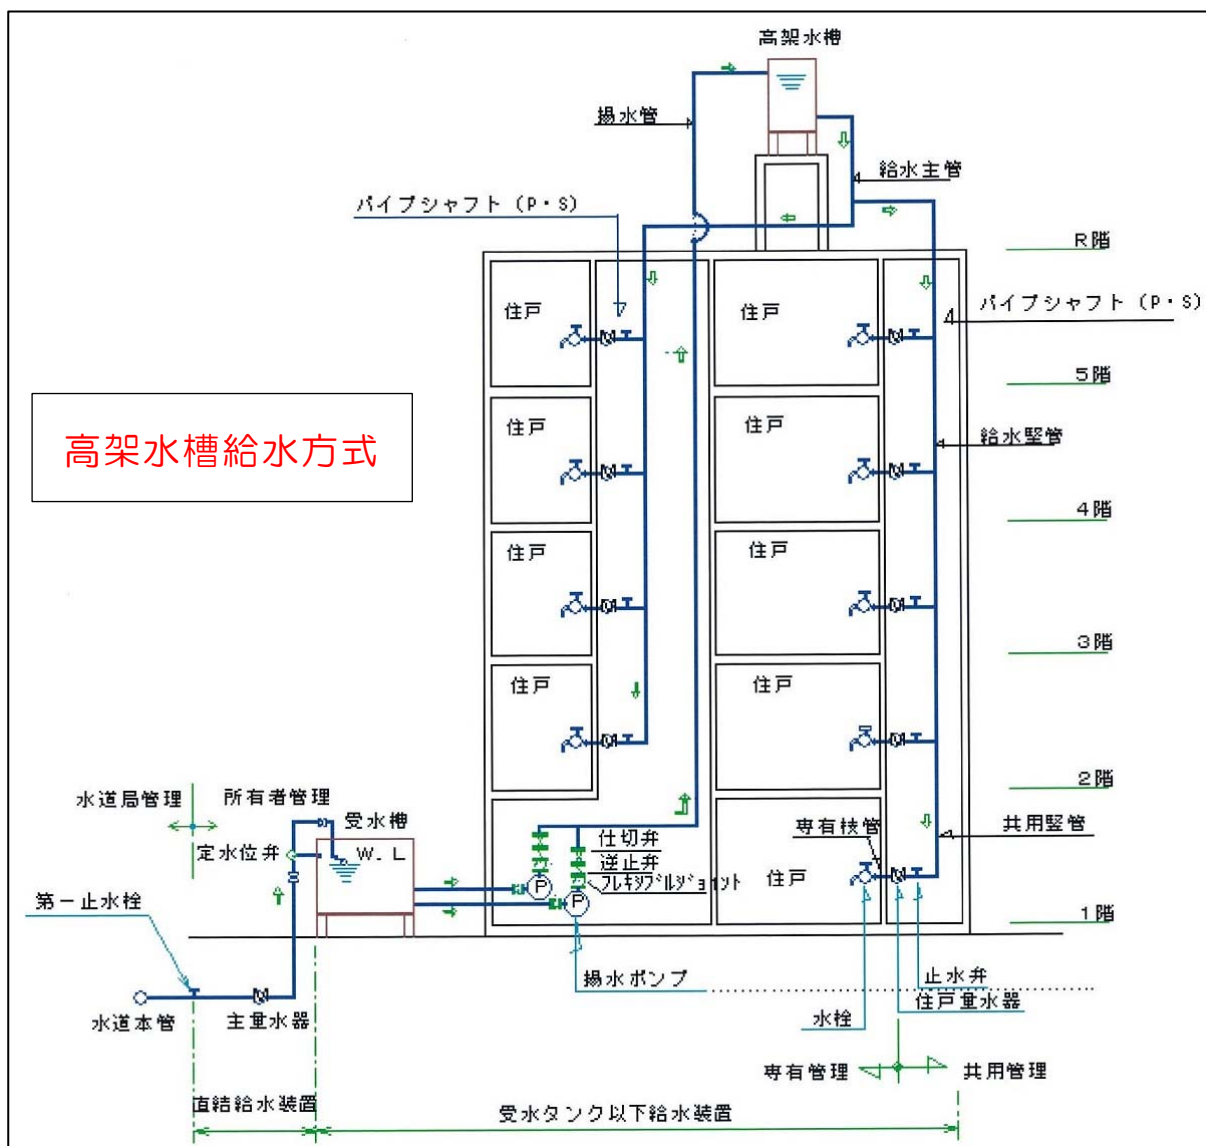 高架水槽
揚水管
給水主管
パイプシャフト（P・S）
R階
住戸
住戸
パイプシャフト（P・S）
5階
高架水槽給水方式
住戸
住戸
給水堅管
4階
住戸
住戸
3階
住戸
住戸
2階
水道局管理
所有者管理
受水槽
定水位弁
W.L
仕切弁
逆止弁
フレキシブルジョイント
専有枝管
共用竪管
住戸
第一止水栓
P
P
1階
揚水ポンプ
止水弁
住戸量水器
水栓
水道本管
主量水器
専有管理
共用管理
直結給水装置
受水タンク以下給水装置